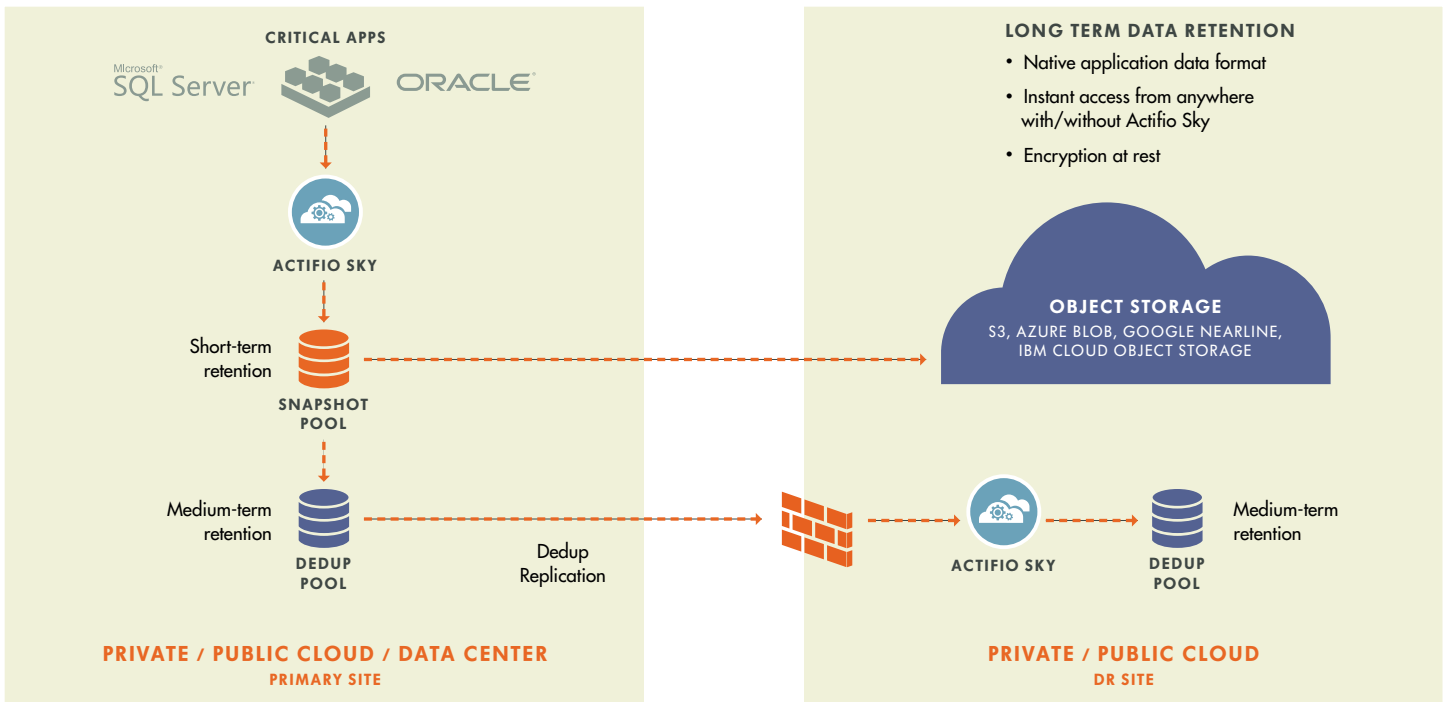 CRITICAL APPS
Microsoft®
SQL Server
ORACLE®
ACTIFIO SKY
Short-term
retention
SNAPSHOT
POOL
Medium-term
retention
DEDUP
POOL
Dedup
Replication
PRIVATE / PUBLIC CLOUD / DATA CENTER
PRIMARY SITE
LONG TERM DATA RETENTION
• Native application data format
• Instant access from anywhere
with/without Actifio Sky
• Encryption at rest
OBJECT STORAGE
S3, AZURE BLOB, GOOGLE NEARLINE,
IBM CLOUD OBJECT STORAGE
ACTIFIO SKY
DEDUP
POOL
Medium-term
retention
PRIVATE / PUBLIC CLOUD
DR SITE